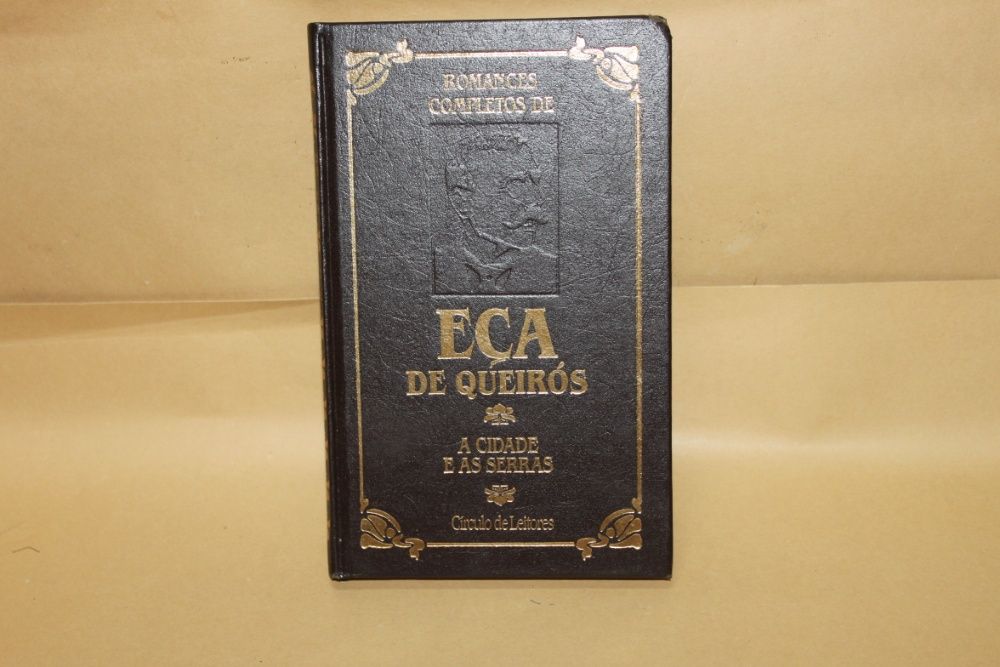 ROMANCES
COMPLETOS DE
EÇA
DE QUEIRÓS
A CIDADE
E AS SERRAS
Círculo de Leitores